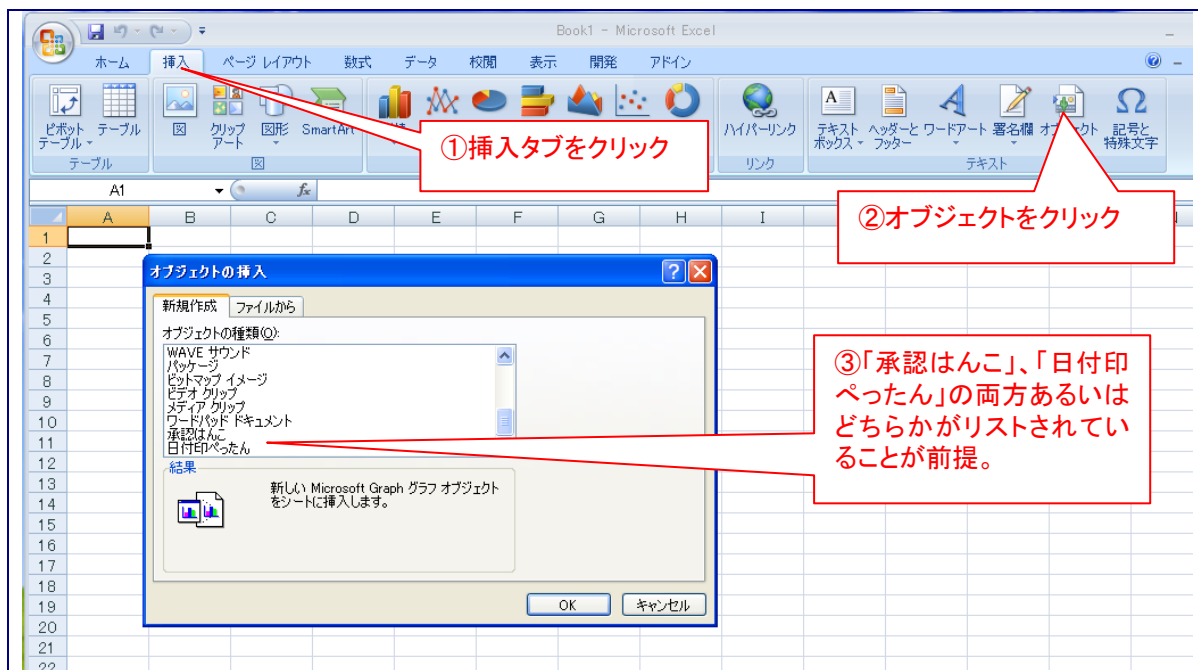 Book1 - Microsoft Excel
ホーム 挿入 ページ レイアウト 数式 データ 校閲 表示 開発 アドイン
ピボットテーブル テーブル 図 クリップアート 図形 SmartArt ハイパーリンク テキストボックス ヘッダーとフッター ワードアート 署名欄 記号と特殊文字
テーブル 図 リンク テキスト
①挿入タブをクリック
②オブジェクトをクリック
A1 fx
A B C D E F G H I
1
2
3
4
5
6
7
8
9
10
11
12
13
14
15
16
17
18
19
20
21
22
オブジェクトの挿入
新規作成 ファイルから
オブジェクトの種類(O):
WAVE サウンド
パッケージ
ビットマップ イメージ
ビデオ クリップ
メディア クリップ
ワードパッド ドキュメント
承認はんこ
日付印ぺったん
結果
新しい Microsoft Graph グラフ オブジェクト
をシートに挿入します。
OK キャンセル
③「承認はんこ」、「日付印
ぺったん」の両方あるいは
どちらかがリストされてい
ることが前提。